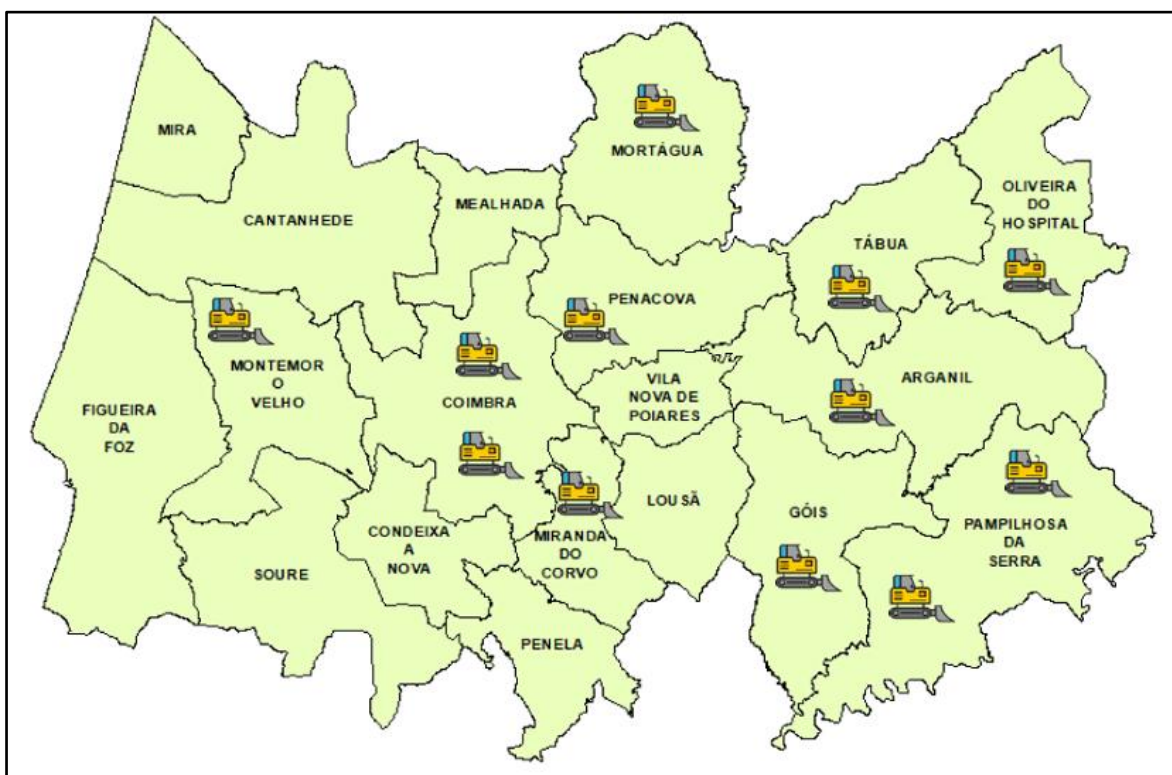 MIRA
MORTÁGUA
CANTANHEDE
MEALHADA
OLIVEIRA
DO
HOSPITAL
TÁBUA
PENACOVA
MONTEMOR
O
VELHO
COIMBRA
VILA
NOVA DE
POIARES
ARGANIL
FIGUEIRA
DA
FOZ
LOUSÃ
GÓIS
PAMPILHOSA
DA
SERRA
CONDEIXA
A
NOVA
MIRANDA
DO
CORVO
SOURE
PENELA